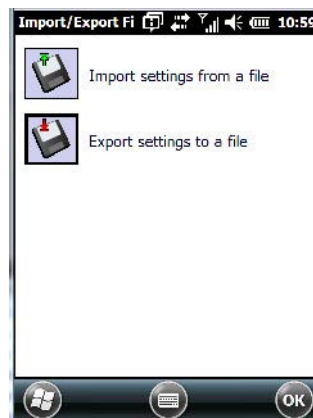 Import/Export Fi 10:59
Import settings from a file
Export settings to a file
OK